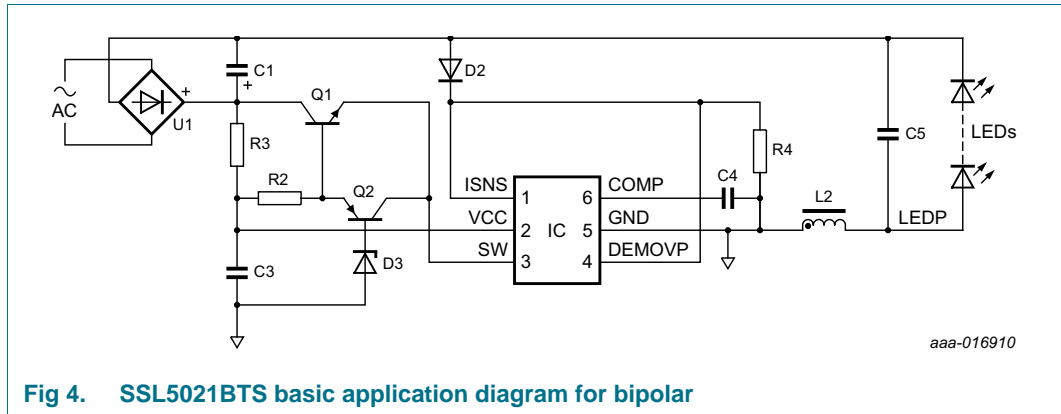 C1
+
D2
Q1
+
AC
U1
C5
LEDs
R3
R4
ISNS
COMP
C4
R2
Q2
1
6
L2
VCC
GND
LEDP
2
IC
5
SW
DEMOVP
C3
D3
3
4
aaa-016910
Fig 4. SSL5021BTS basic application diagram for bipolar